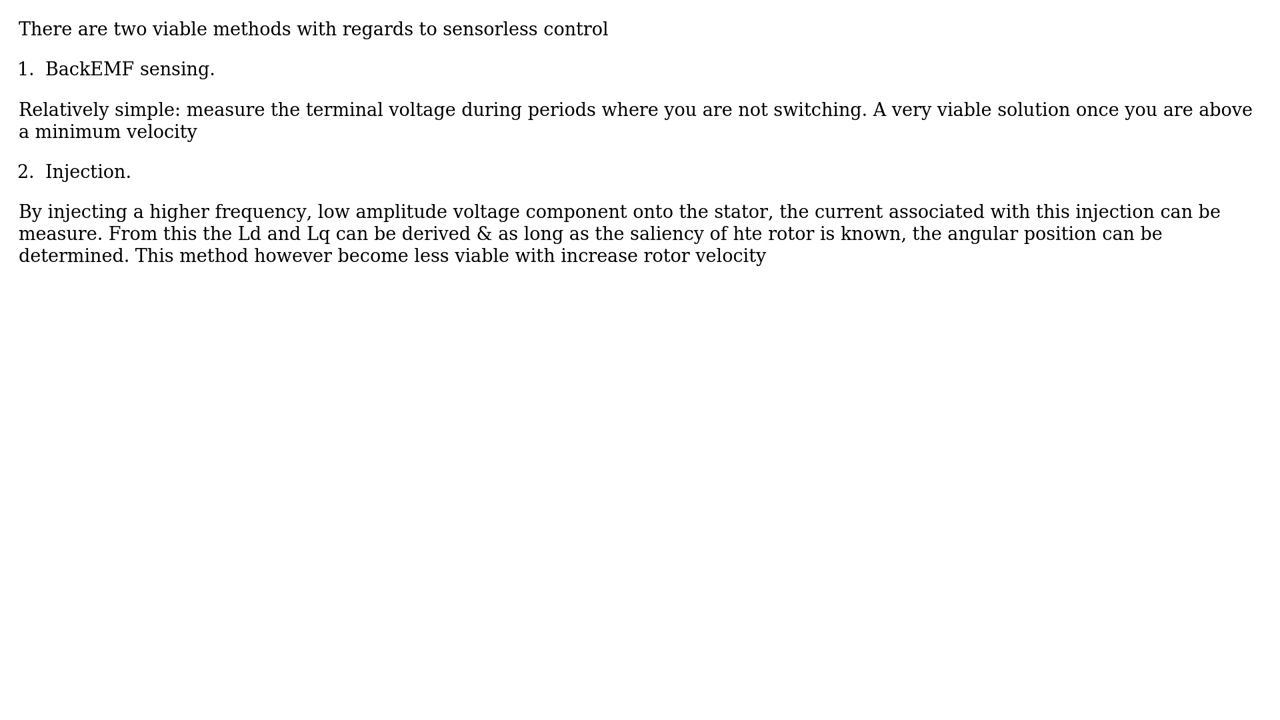 There are two viable methods with regards to sensorless control
1. BackEMF sensing.
Relatively simple: measure the terminal voltage during periods where you are not switching. A very viable solution once you are above
a minimum velocity
2. Injection.
By injecting a higher frequency, low amplitude voltage component onto the stator, the current associated with this injection can be
measure. From this the Ld and Lq can be derived & as long as the saliency of hte rotor is known, the angular position can be
determined. This method however become less viable with increase rotor velocity